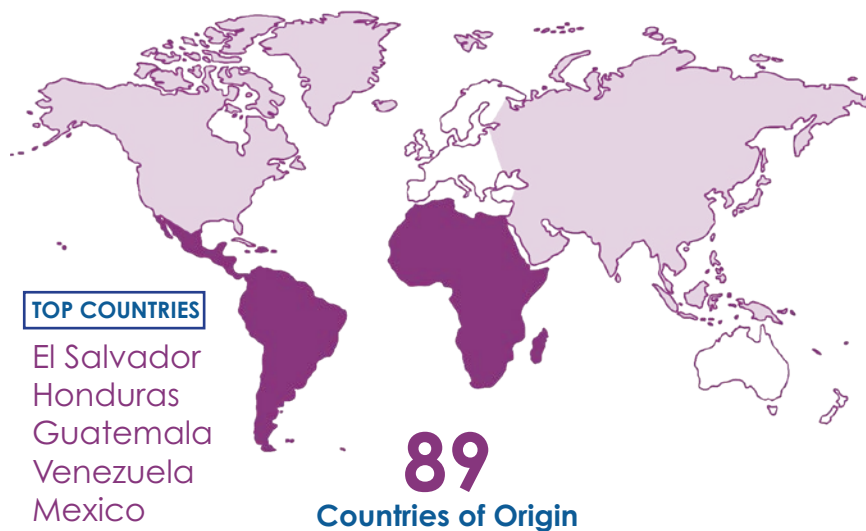 TOP COUNTRIES
El Salvador
Honduras
Guatemala
Venezuela
Mexico
89
Countries of Origin